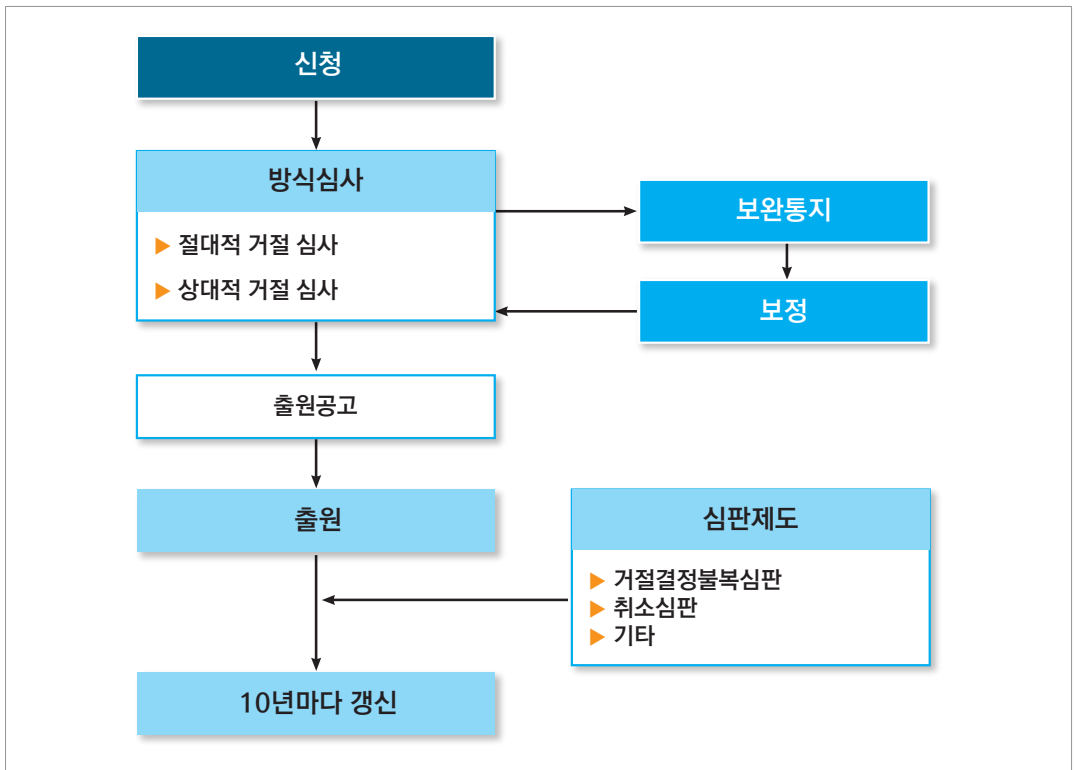 신청
방식심사
▶ 절대적 거절 심사
▶ 상대적 거절 심사
보완통지
보정
출원공고
출원
심판제도
▶ 거절결정불복심판
▶ 취소심판
▶ 기타
10년마다 갱신